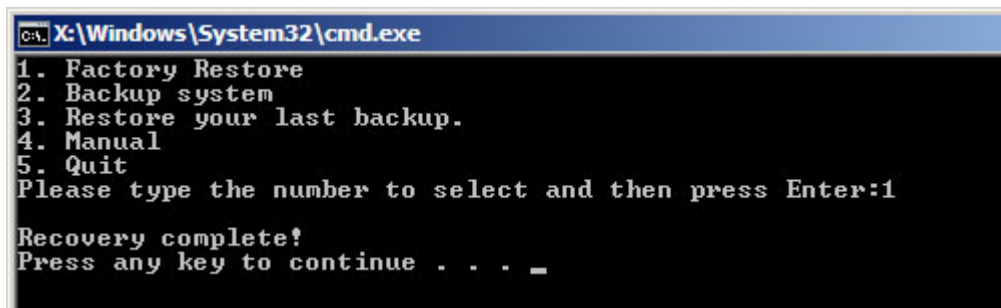 X:\Windows\System32\cmd.exe
1. Factory Restore
2. Backup system
3. Restore your last backup.
4. Manual
5. Quit
Please type the number to select and then press Enter:1
Recovery complete!
Press any key to continue . . . _